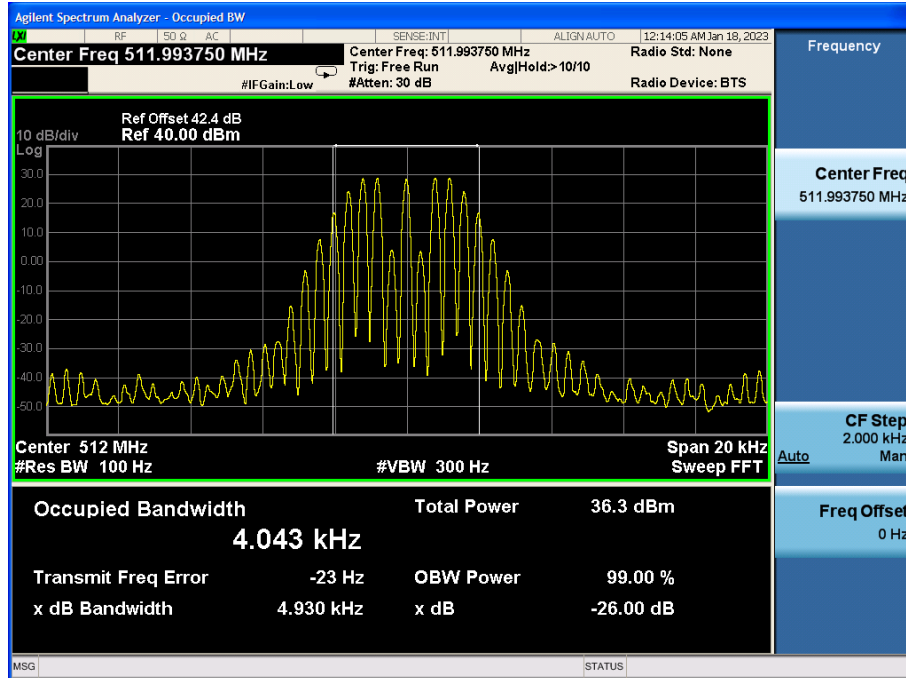 Agilent Spectrum Analyzer - Occupied BW
LXI RF 50 Ω AC SENSE:INT ALIGN AUTO 12:14:05 AM Jan 18, 2023
Center Freq 511.993750 MHz Center Freq: 511.993750 MHz Radio Std: None
Trig: Free Run Avg|Hold:>10/10
#IFGain:Low #Atten: 30 dB Radio Device: BTS
Ref Offset 42.4 dB
10 dB/div Ref 40.00 dBm
Log
30.0
20.0
10.0
0.00
-10.0
-20.0
-30.0
-40.0
-50.0
Center 512 MHz Span 20 kHz
#Res BW 100 Hz #VBW 300 Hz Sweep FFT
Occupied Bandwidth Total Power 36.3 dBm
4.043 kHz
Transmit Freq Error -23 Hz OBW Power 99.00 %
x dB Bandwidth 4.930 kHz x dB -26.00 dB
MSG STATUS
Frequency
Center Freq
511.993750 MHz
CF Step
2.000 kHz
Auto Man
Freq Offset
0 Hz